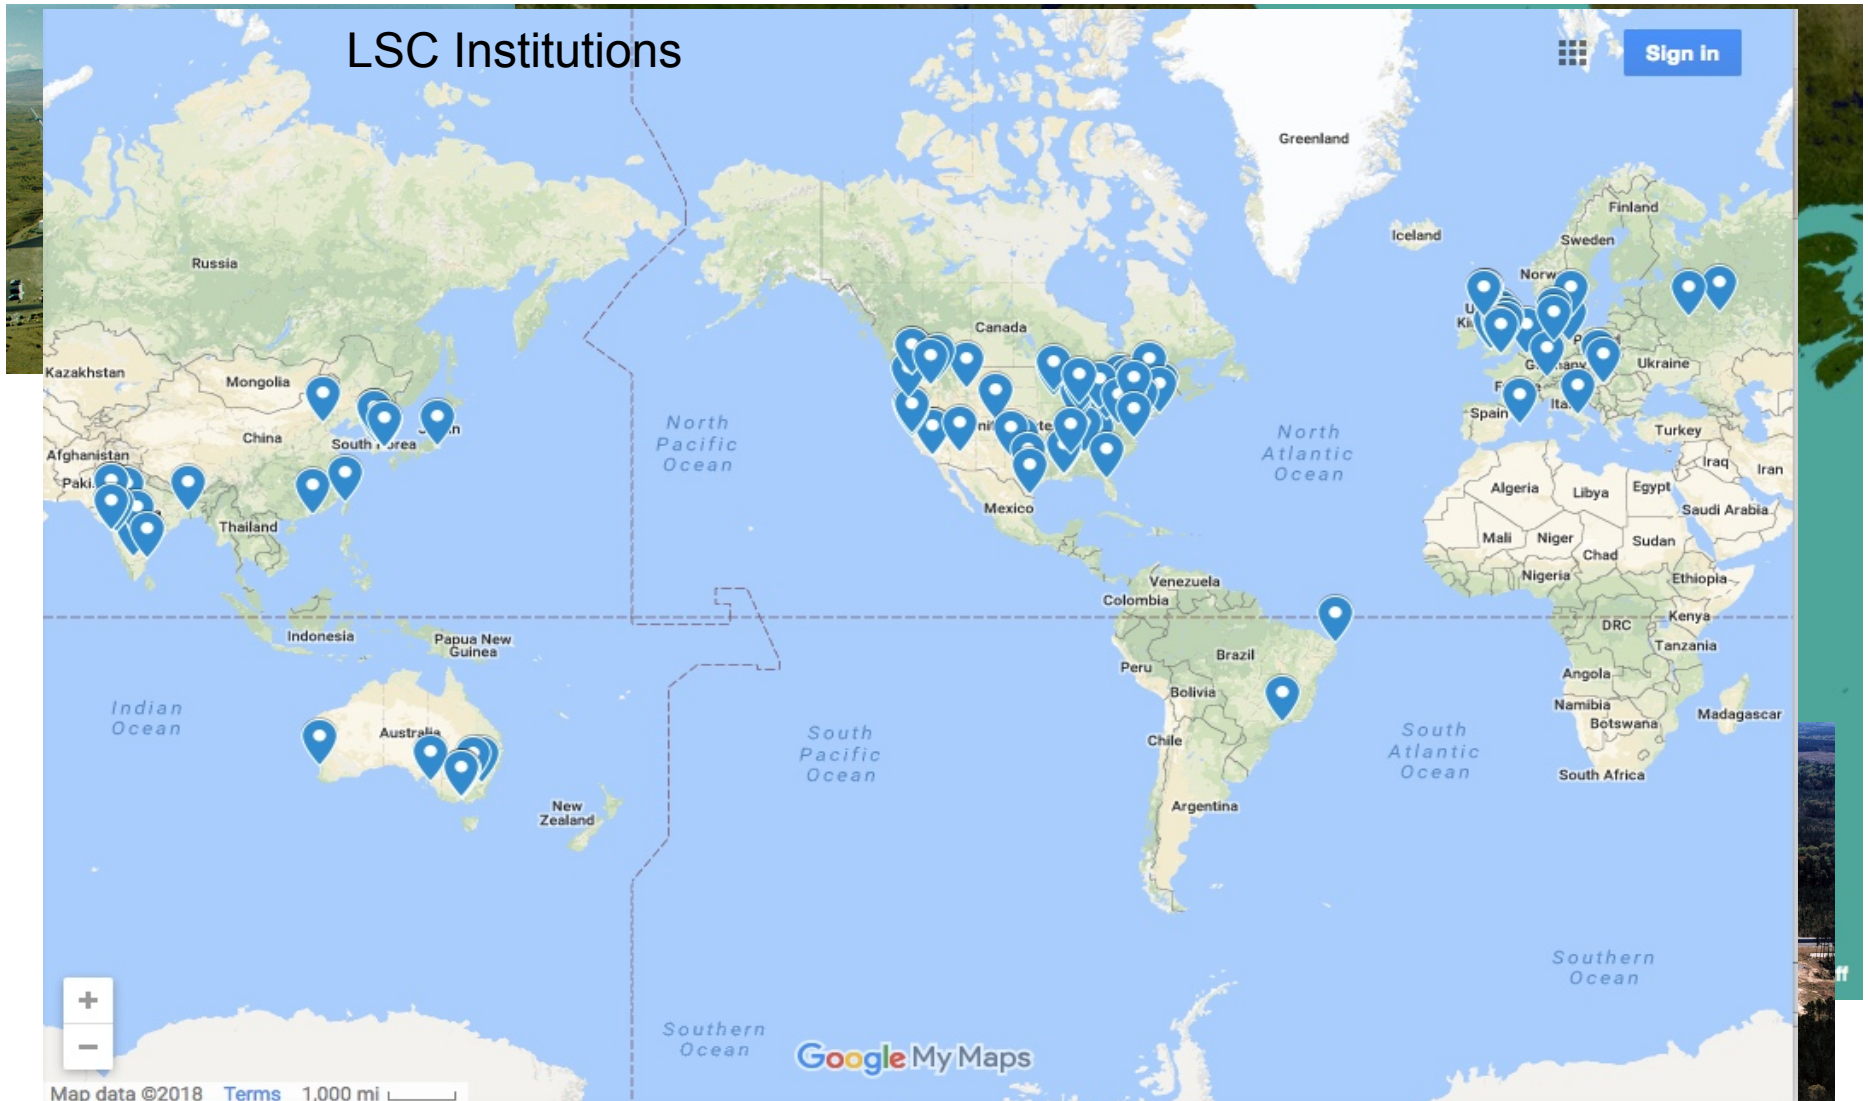 LSC Institutions
Sign in
Greenland
Finland
Iceland
Sweden
Russia
Canada
Ukraine
Kazakhstan
Mongolia
China
Afghanistan
Spain
Turkey
North
Pacific
Ocean
North
Atlantic
Ocean
Iraq
Iran
Algeria
Libya
Egypt
Saudi Arabia
Mexico
Thailand
Mali
Niger
Chad
Sudan
Nigeria
Ethiopia
Venezuela
Colombia
Indonesia
Papua New
Guinea
DRC
Kenya
Tanzania
Brazil
Peru
Bolivia
Angola
Namibia
Botswana
Madagascar
Indian
Ocean
Australia
South
Pacific
Ocean
Chile
South
Atlantic
Ocean
South Africa
New
Zealand
Argentina
Southern
Ocean
Southern
Ocean
+
−
Google My Maps
Map data ©2018 Terms 1,000 mi